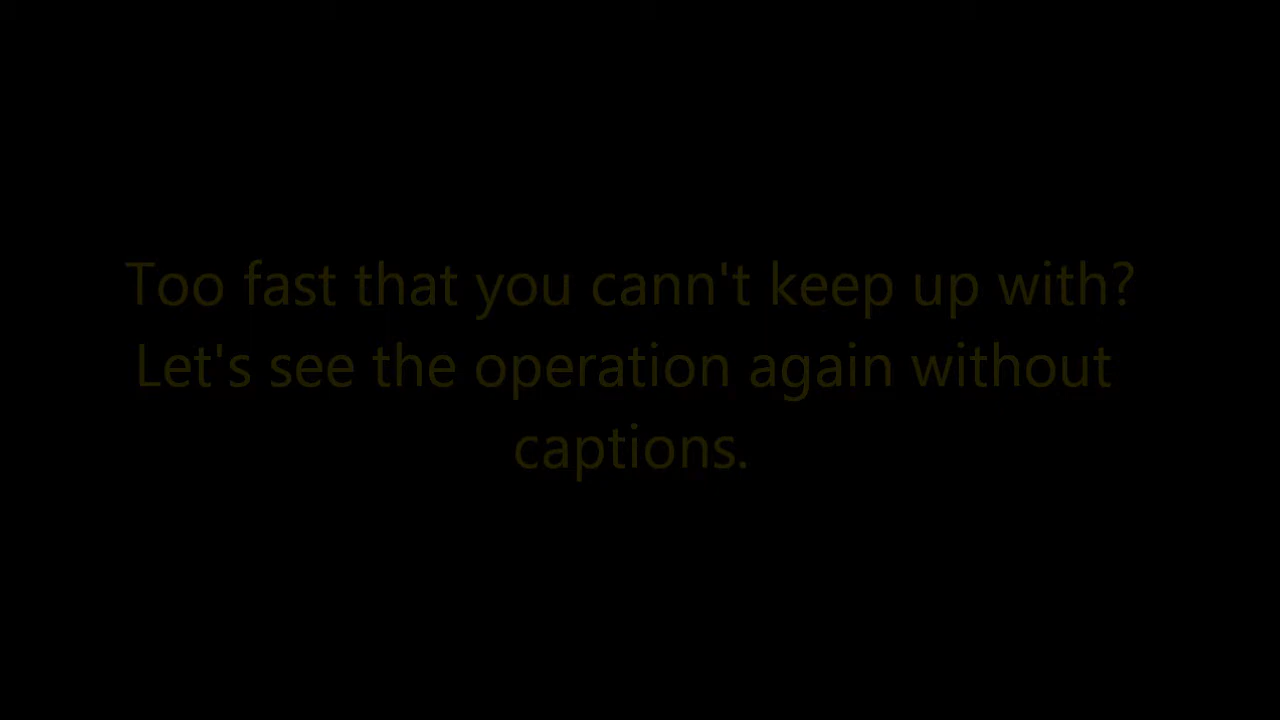 Too fast that you cann't keep up with?
Let's see the operation again without
captions.